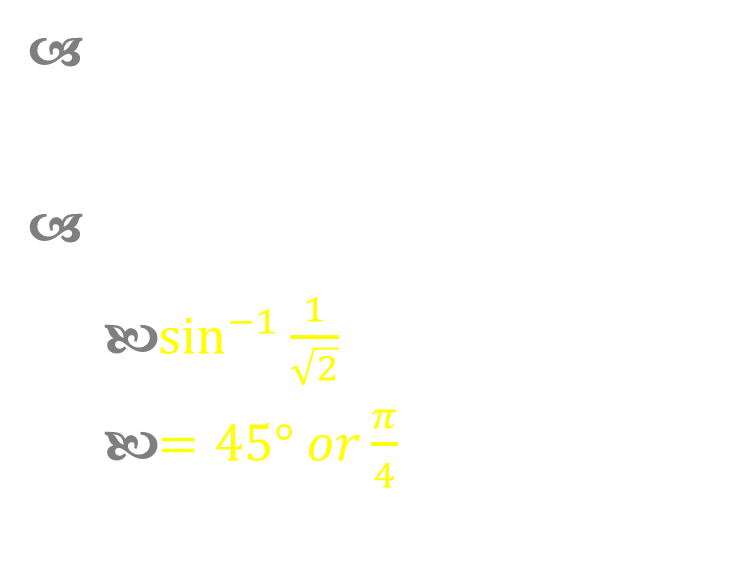 sin⁻¹ 1/√2
= 45° or π/4